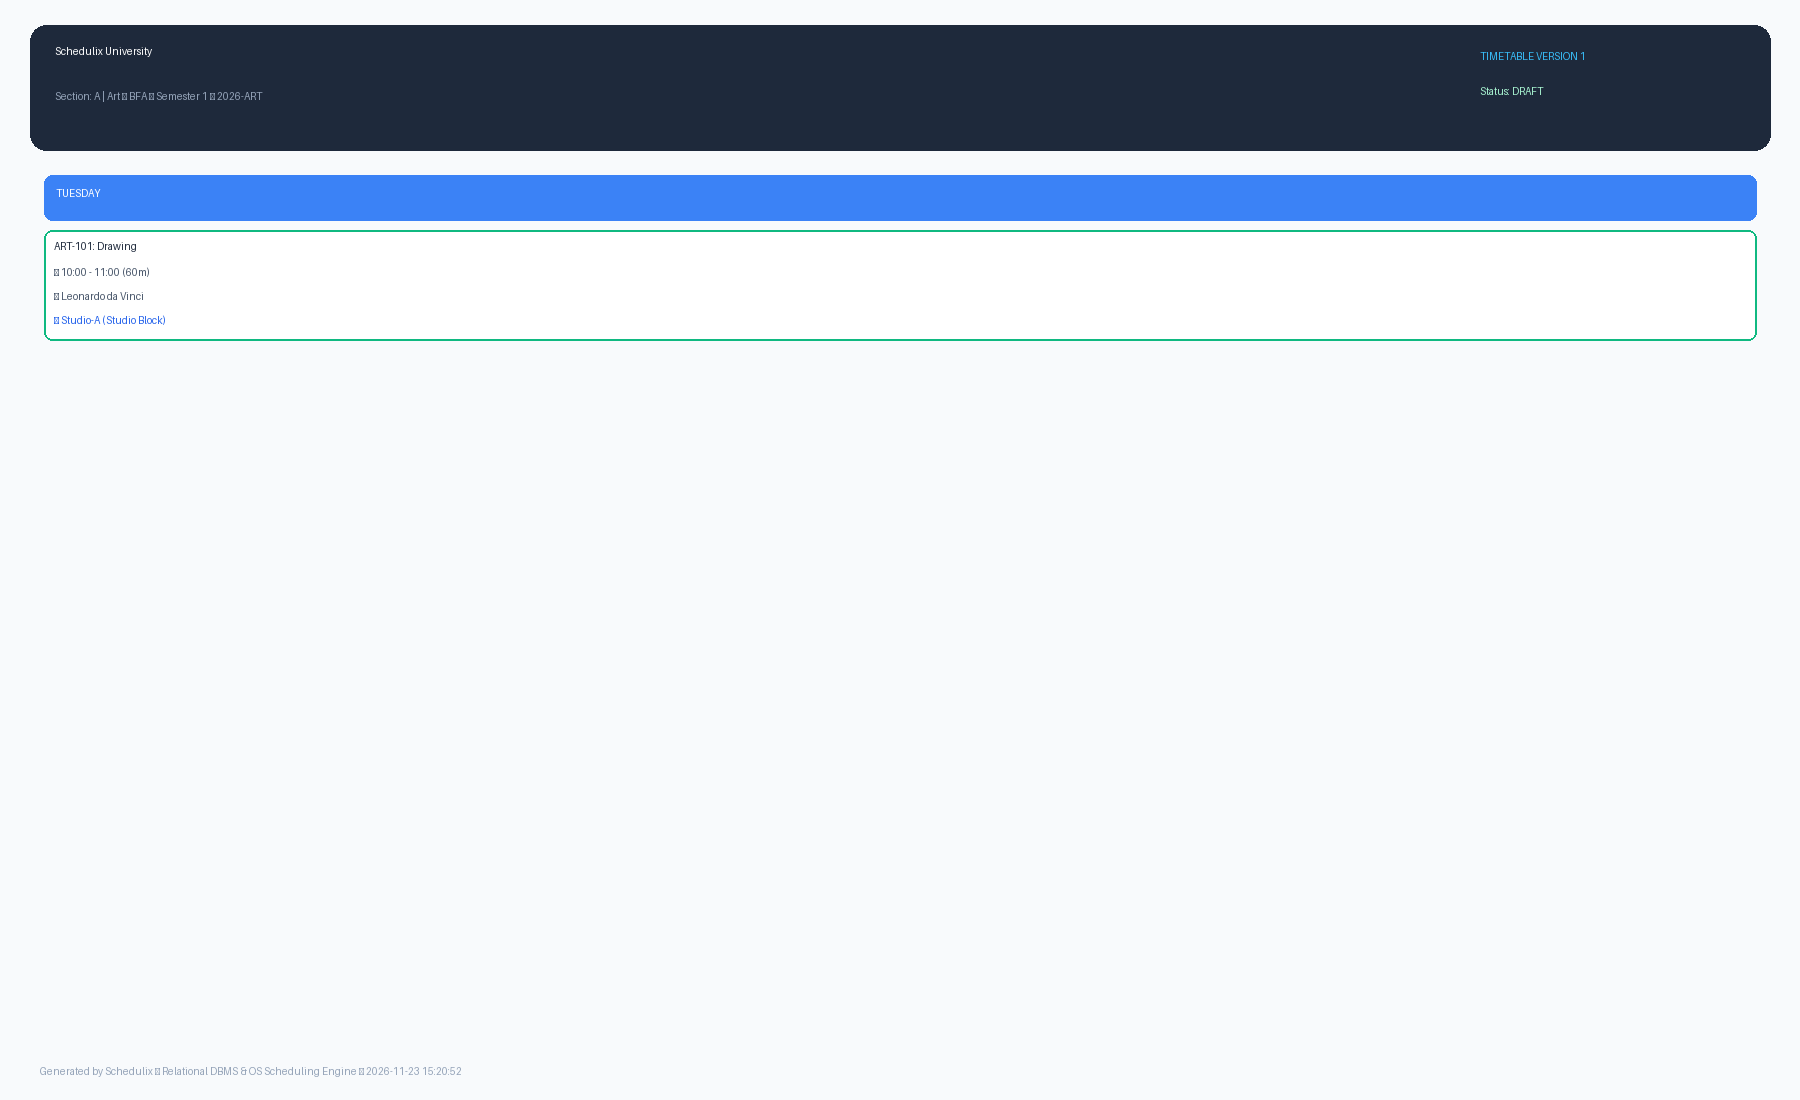 Schedulix University
TIMETABLE VERSION 1
Section: A | Art BFA Semester 1 2026-ART
Status: DRAFT
TUESDAY
ART-101: Drawing
10:00 - 11:00 (60m)
Leonardo da Vinci
Studio-A (Studio Block)
Generated by Schedulix Relational DBMS & OS Scheduling Engine 2026-11-23 15:20:52